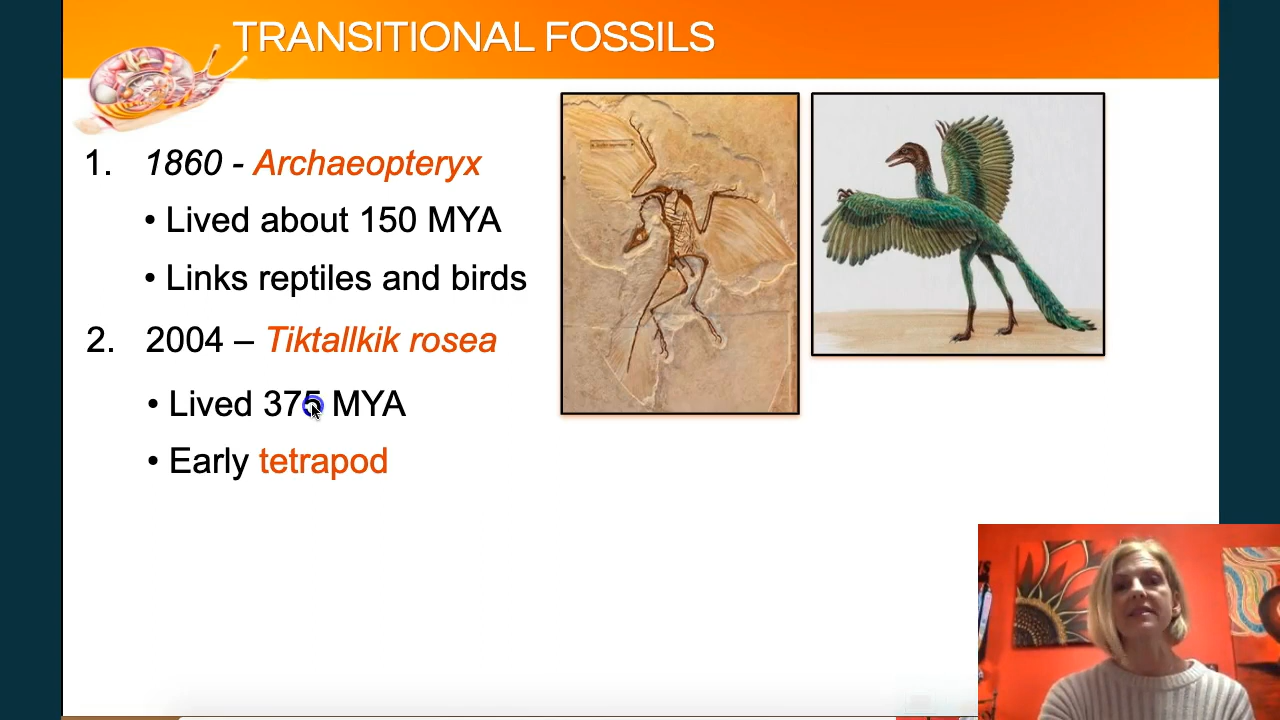 TRANSITIONAL FOSSILS
1. 1860 - Archaeopteryx
• Lived about 150 MYA
• Links reptiles and birds
2. 2004 – Tiktallkik rosea
• Lived 375 MYA
• Early tetrapod